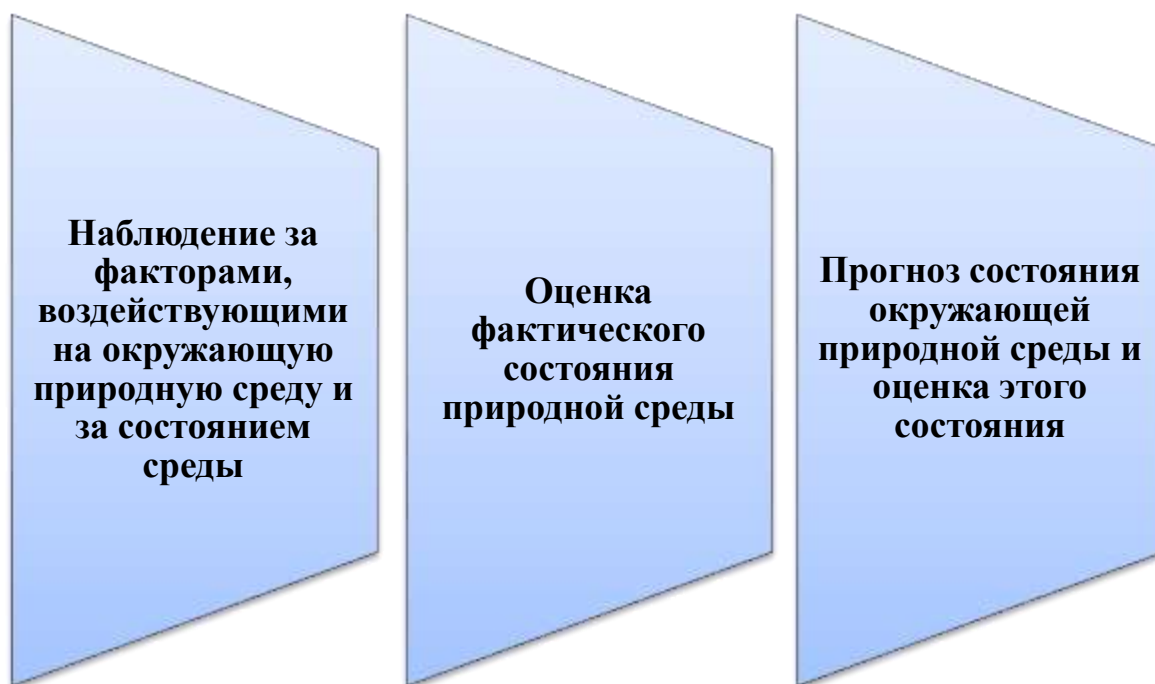 Наблюдение за
факторами,
воздействующими
на окружающую
природную среду и
за состоянием
среды
Оценка
фактического
состояния
природной среды
Прогноз состояния
окружающей
природной среды и
оценка этого
состояния